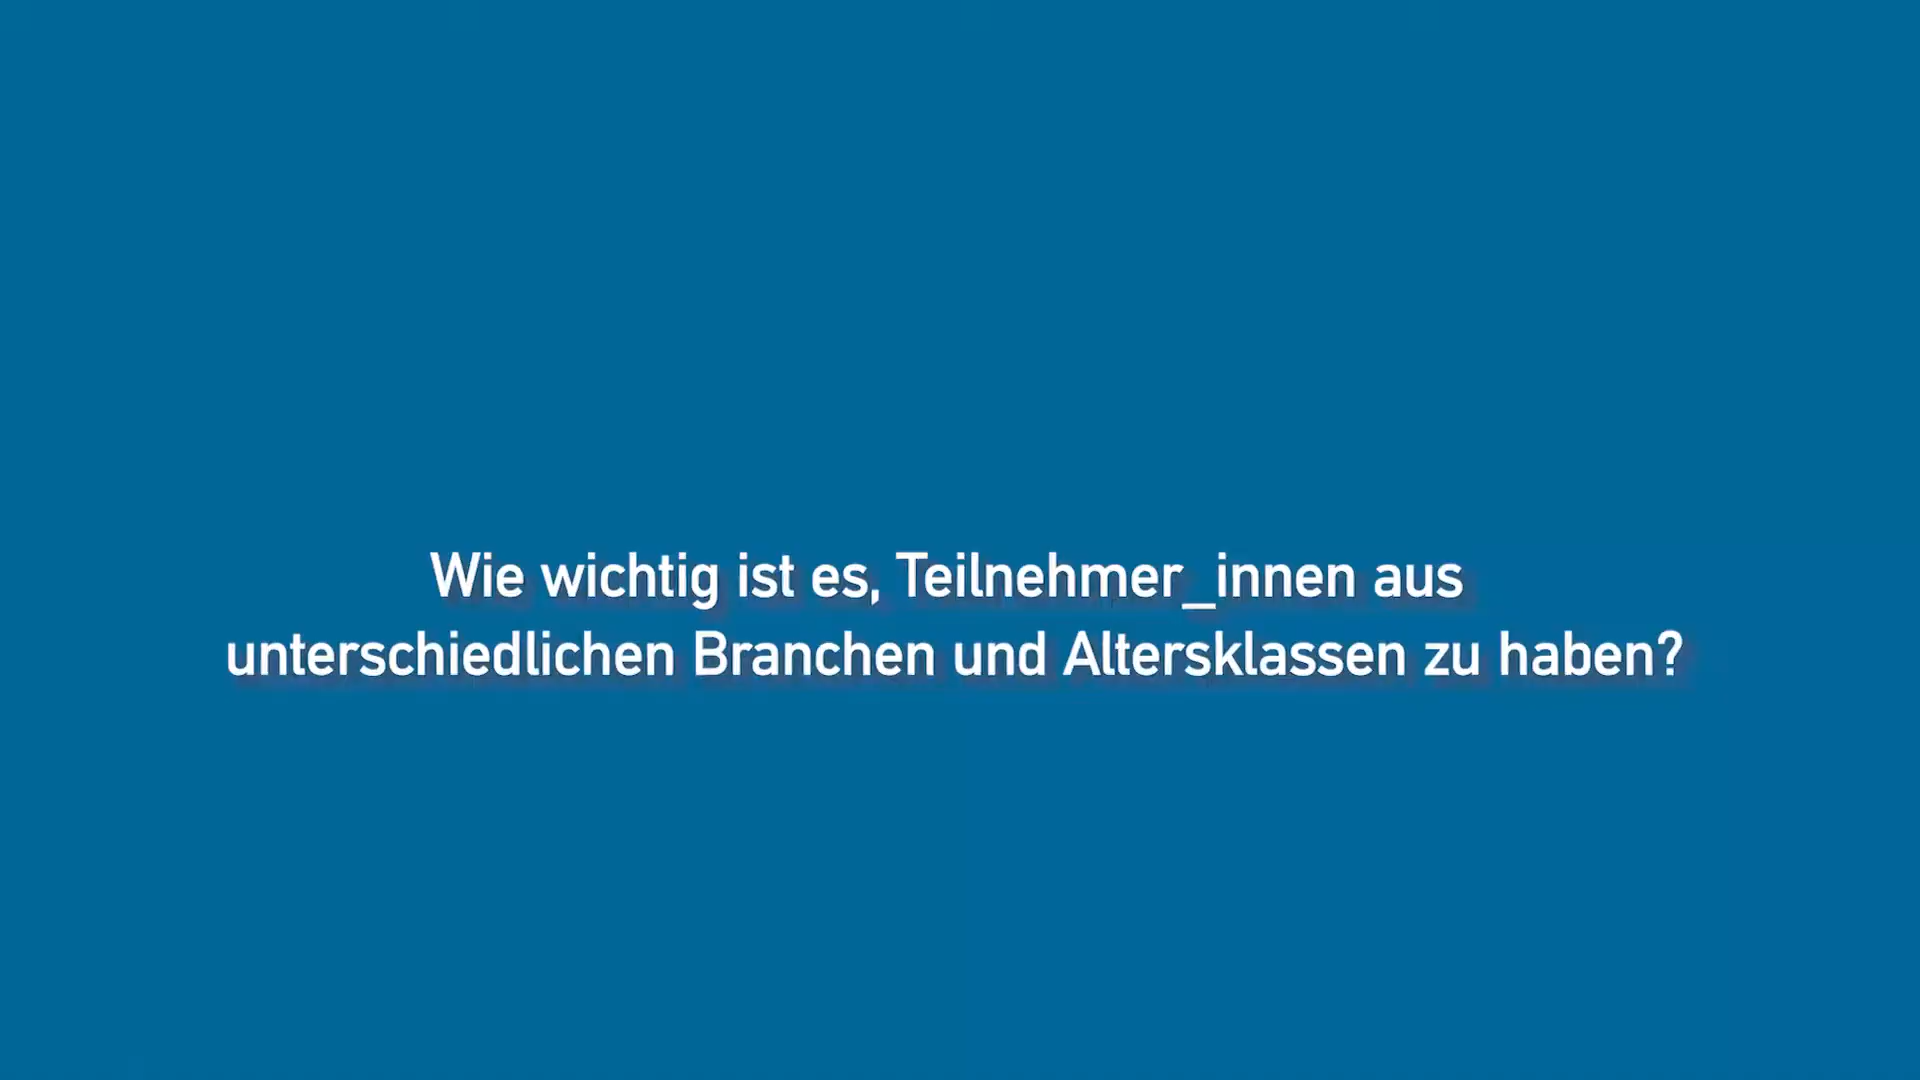 Wie wichtig ist es, Teilnehmer_innen aus
unterschiedlichen Branchen und Altersklassen zu haben?